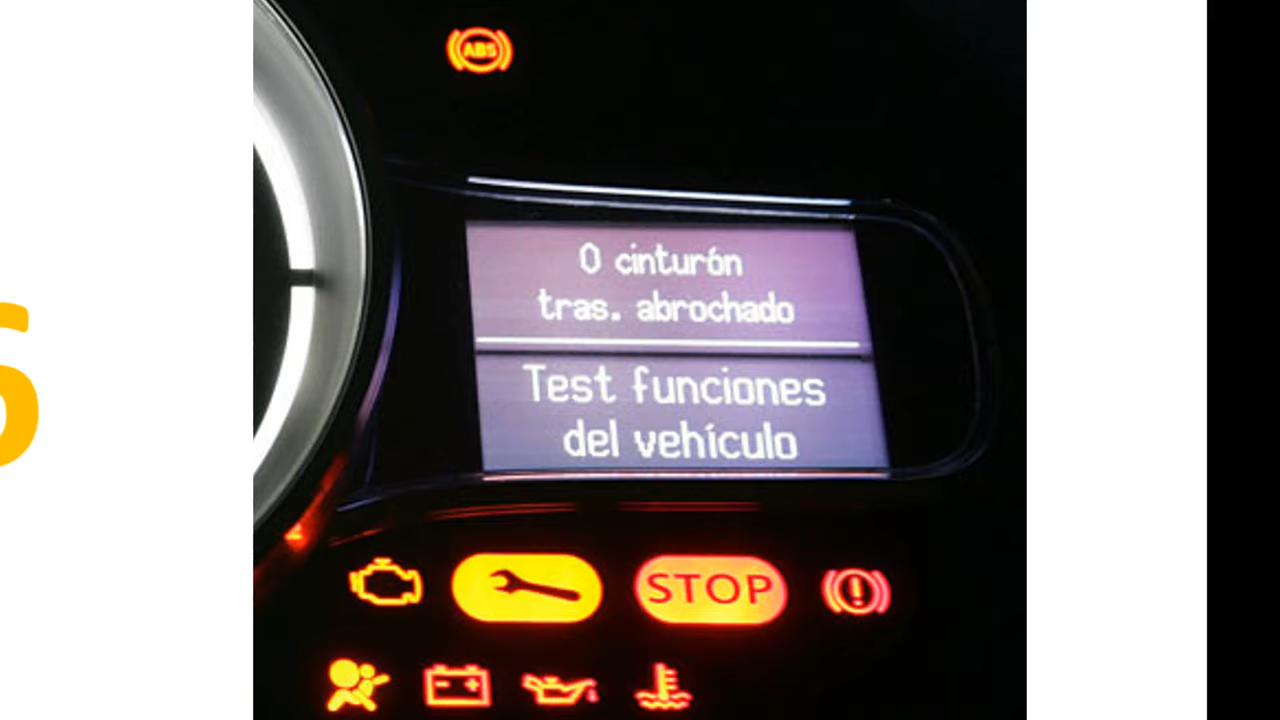 ABS
0 cinturón
tras. abrochado
Test funciones
del vehículo
STOP